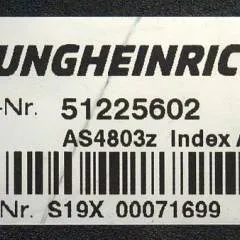 UNGHEINRIC
-Nr. 51225602
AS4803z Index A
Nr. S19X 00071699